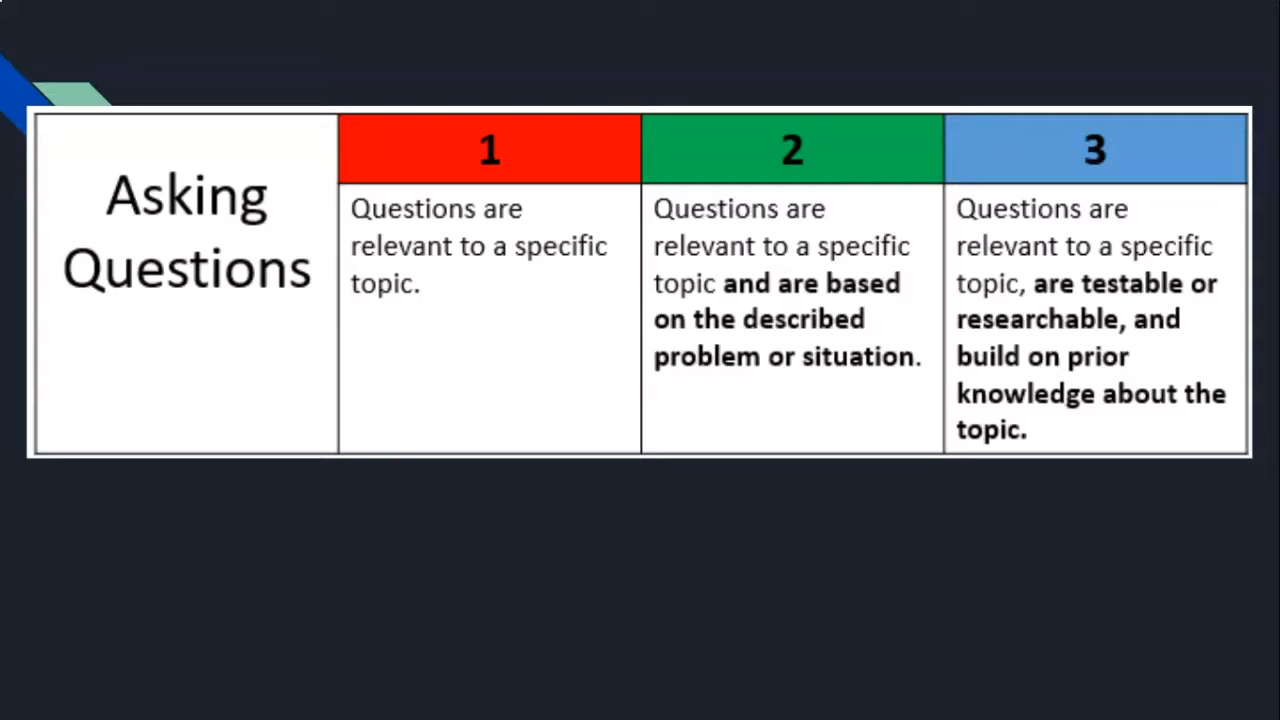 Asking
Questions
1
Questions are
relevant to a specific
topic.
2
Questions are
relevant to a specific
topic and are based
on the described
problem or situation.
3
Questions are
relevant to a specific
topic, are testable or
researchable, and
build on prior
knowledge about the
topic.